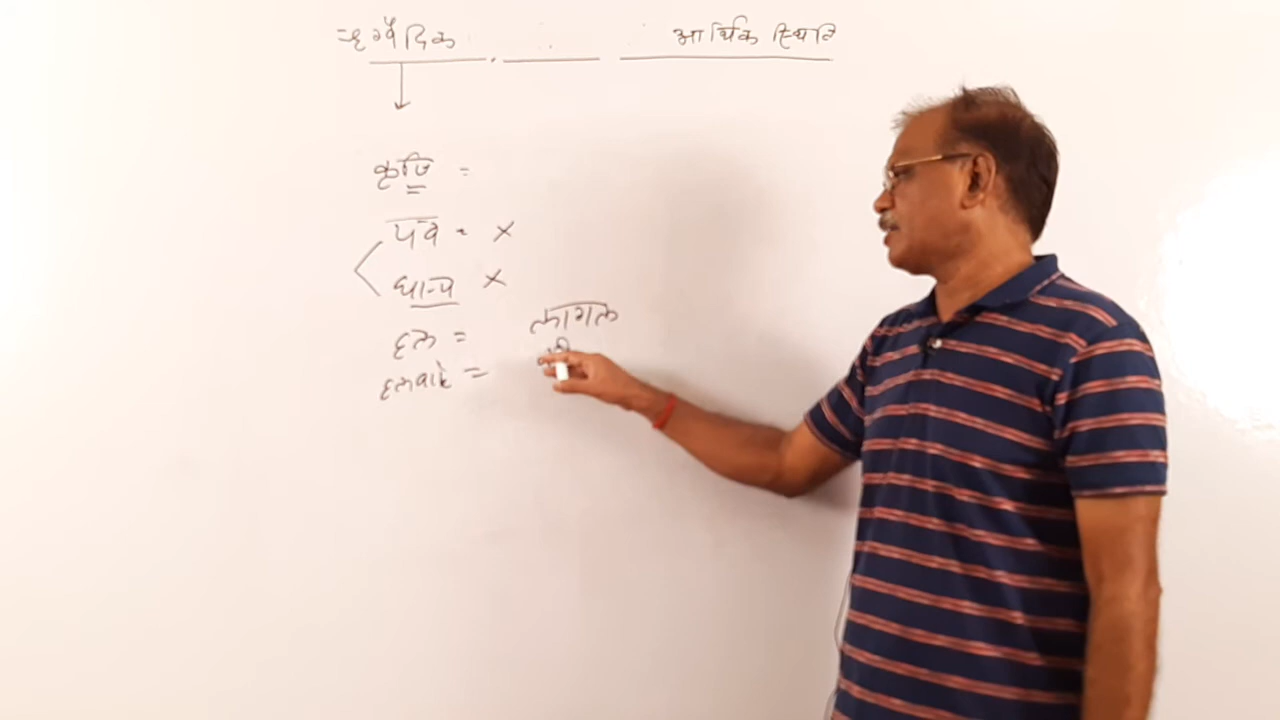 ऋग्वैदिक आर्थिक स्थिति
कृषि =
यव = ×
धान्य ×
हल = लांगल
हलवाहे =